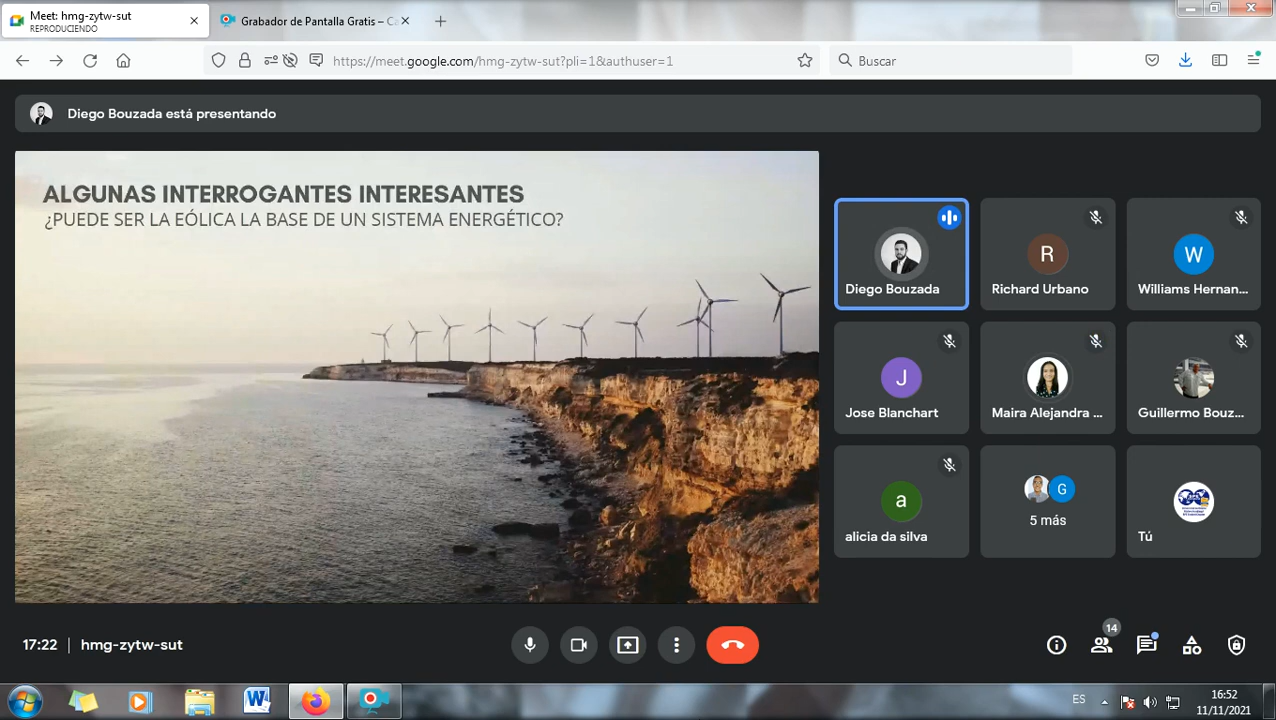 Meet: hmg-zytw-sut
REPRODUCIENDO
Grabador de Pantalla Gratis – Ca
https://meet.google.com/hmg-zytw-sut?pli=1&authuser=1
Buscar
Diego Bouzada está presentando
ALGUNAS INTERROGANTES INTERESANTES
¿PUEDE SER LA EÓLICA LA BASE DE UN SISTEMA ENERGÉTICO?
Diego Bouzada
R
Richard Urbano
W
Williams Hernan...
J
Jose Blanchart
Maira Alejandra ...
Guillermo Bouz...
a
alicia da silva
G
5 más
Tú
17:22 | hmg-zytw-sut
14
ES
16:52
11/11/2021